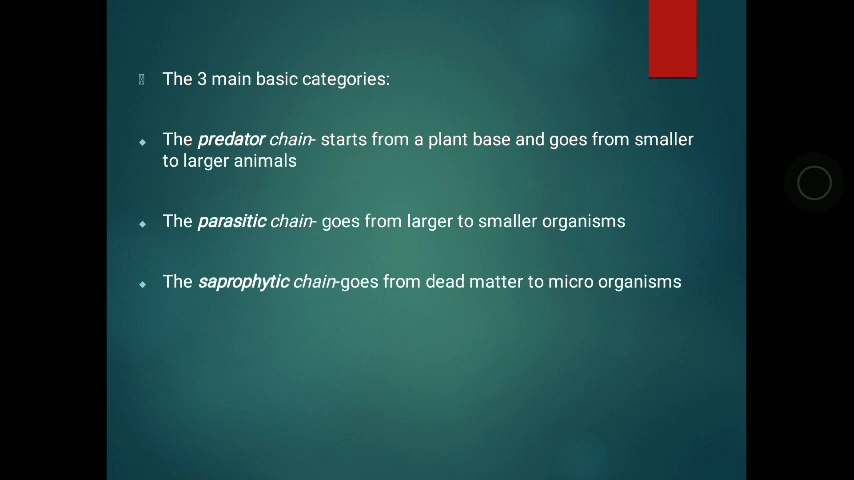 The 3 main basic categories:
The predator chain- starts from a plant base and goes from smaller
to larger animals
The parasitic chain- goes from larger to smaller organisms
The saprophytic chain-goes from dead matter to micro organisms